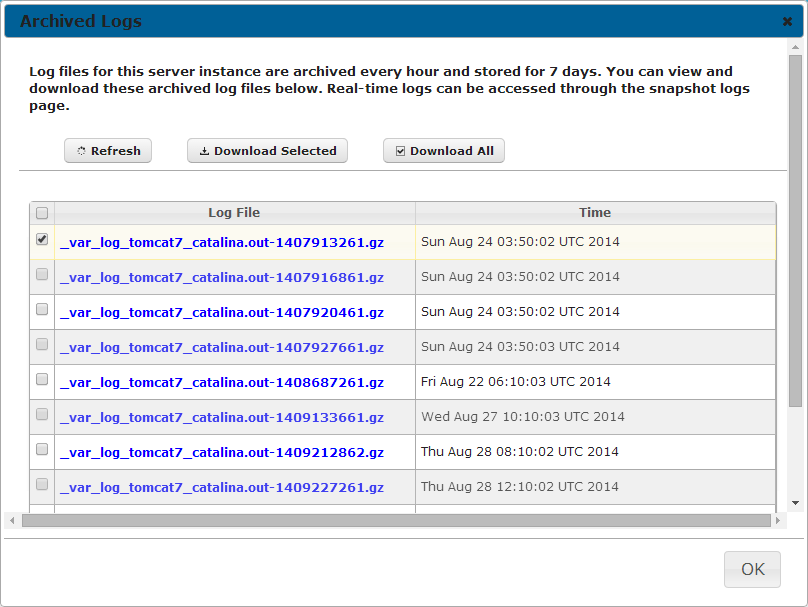 Archived Logs
Log files for this server instance are archived every hour and stored for 7 days. You can view and
download these archived log files below. Real-time logs can be accessed through the snapshot logs
page.
Refresh Download Selected Download All
Log File Time
_var_log_tomcat7_catalina.out-1407913261.gz Sun Aug 24 03:50:02 UTC 2014
_var_log_tomcat7_catalina.out-1407916861.gz Sun Aug 24 03:50:02 UTC 2014
_var_log_tomcat7_catalina.out-1407920461.gz Sun Aug 24 03:50:02 UTC 2014
_var_log_tomcat7_catalina.out-1407927661.gz Sun Aug 24 03:50:03 UTC 2014
_var_log_tomcat7_catalina.out-1408687261.gz Fri Aug 22 06:10:03 UTC 2014
_var_log_tomcat7_catalina.out-1409133661.gz Wed Aug 27 10:10:03 UTC 2014
_var_log_tomcat7_catalina.out-1409212862.gz Thu Aug 28 08:10:02 UTC 2014
_var_log_tomcat7_catalina.out-1409227261.gz Thu Aug 28 12:10:02 UTC 2014
OK